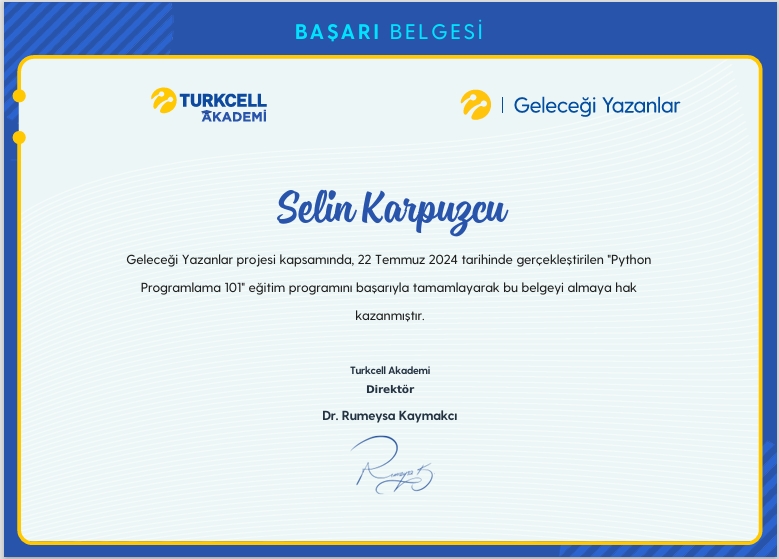 BAŞARI BELGESİ
TURKCELL
AKADEMİ
Geleceği Yazanlar
Selin Karpuzcu
Geleceği Yazanlar projesi kapsamında, 22 Temmuz 2024 tarihinde gerçekleştirilen "Python
Programlama 101" eğitim programını başarıyla tamamlayarak bu belgeyi almaya hak
kazanmıştır.
Turkcell Akademi
Direktör
Dr. Rumeysa Kaymakcı